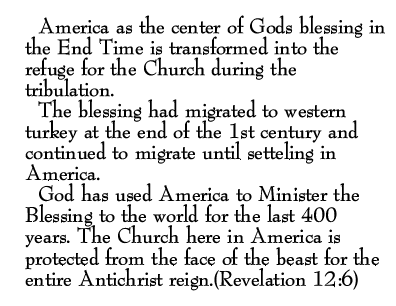 America as the center of Gods blessing in
the End Time is transformed into the
refuge for the Church during the
tribulation.
The blessing had migrated to western
turkey at the end of the 1st century and
continued to migrate until setteling in
America.
God has used America to Minister the
Blessing to the world for the last 400
years. The Church here in America is
protected from the face of the beast for the
entire Antichrist reign.(Revelation 12:6)